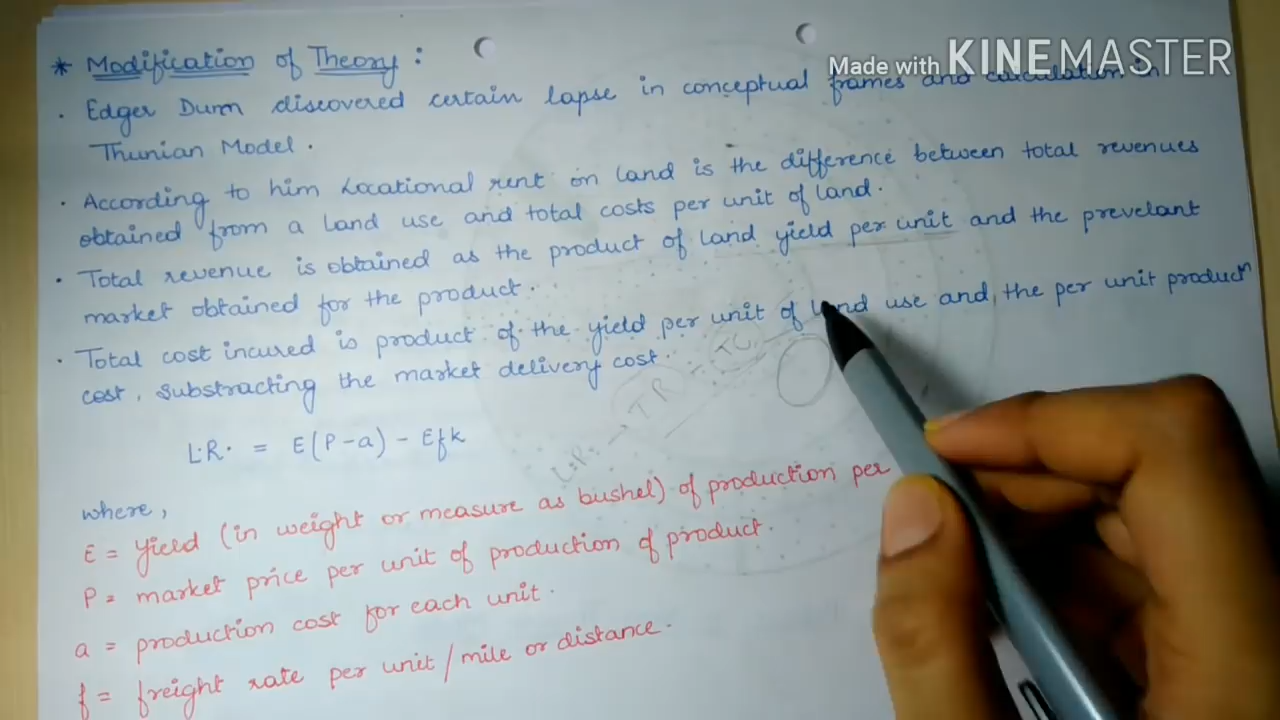 Made with KINEMASTER
* Modification of Theory :
. Edger Dunn discovered certain lapse in conceptual frames and calculation in
Thunian Model .
. According to him Locational rent on land is the difference between total revenues
obtained from a land use and total costs per unit of land.
. Total revenue is obtained as the product of land yield per unit and the prevelant
market obtained for the product.
. Total cost incured is product of the yield per unit of land use and, the per unit productn
cost, substracting the market delivery cost.
L.R. = E(P-a) - Efk
L.R. - TR - TC
where,
E = Yield (in weight or measure as bushel) of production per
P = market price per unit of production of product.
a = production cost for each unit.
f = freight rate per unit/mile or distance.